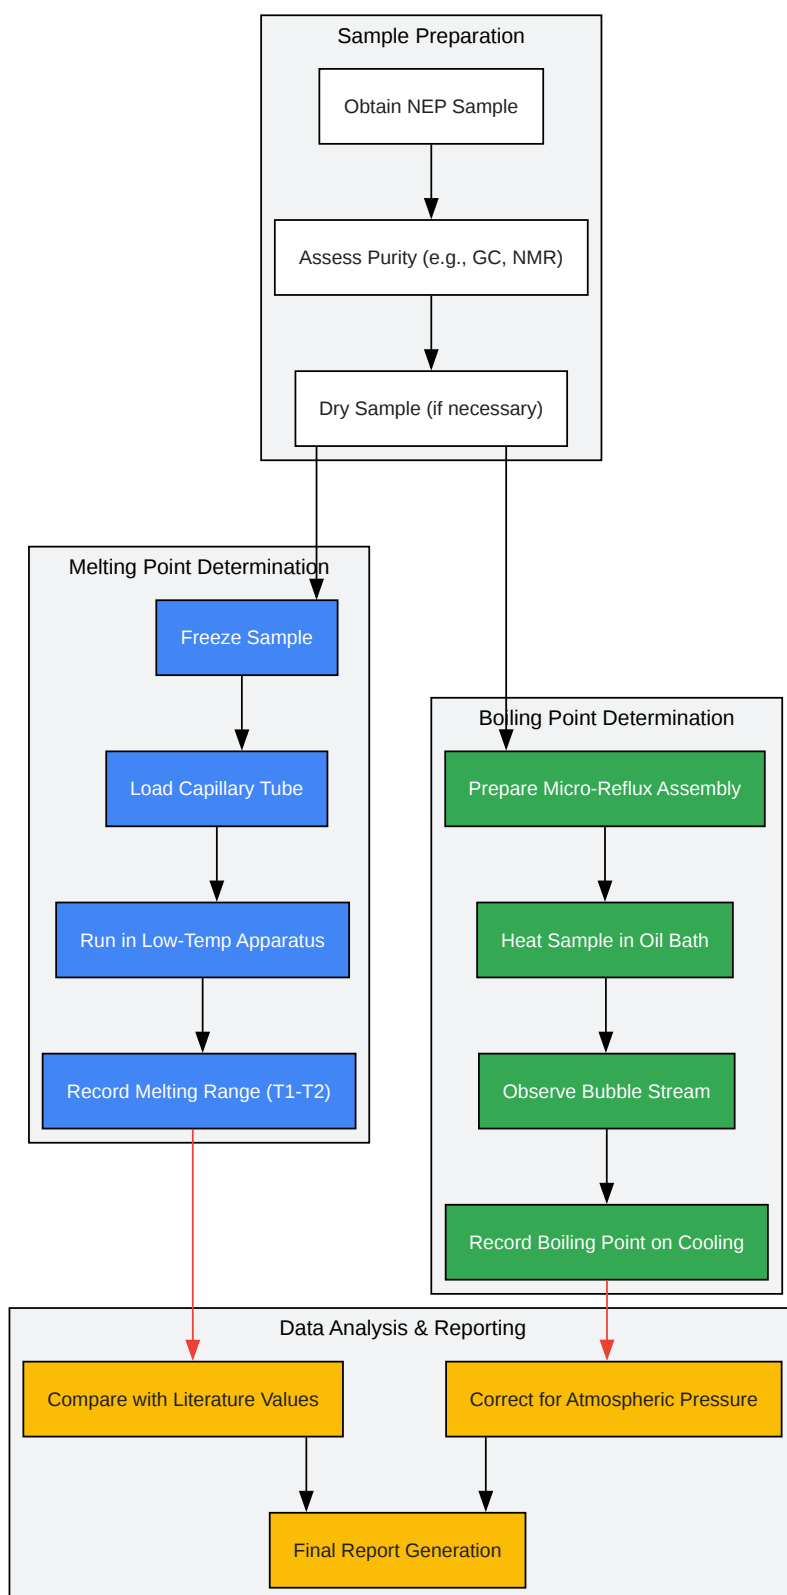 Sample Preparation
Obtain NEP Sample
Assess Purity (e.g., GC, NMR)
Dry Sample (if necessary)
Melting Point Determination
Freeze Sample
Load Capillary Tube
Run in Low-Temp Apparatus
Record Melting Range (T1-T2)
Boiling Point Determination
Prepare Micro-Reflux Assembly
Heat Sample in Oil Bath
Observe Bubble Stream
Record Boiling Point on Cooling
Data Analysis & Reporting
Compare with Literature Values
Correct for Atmospheric Pressure
Final Report Generation